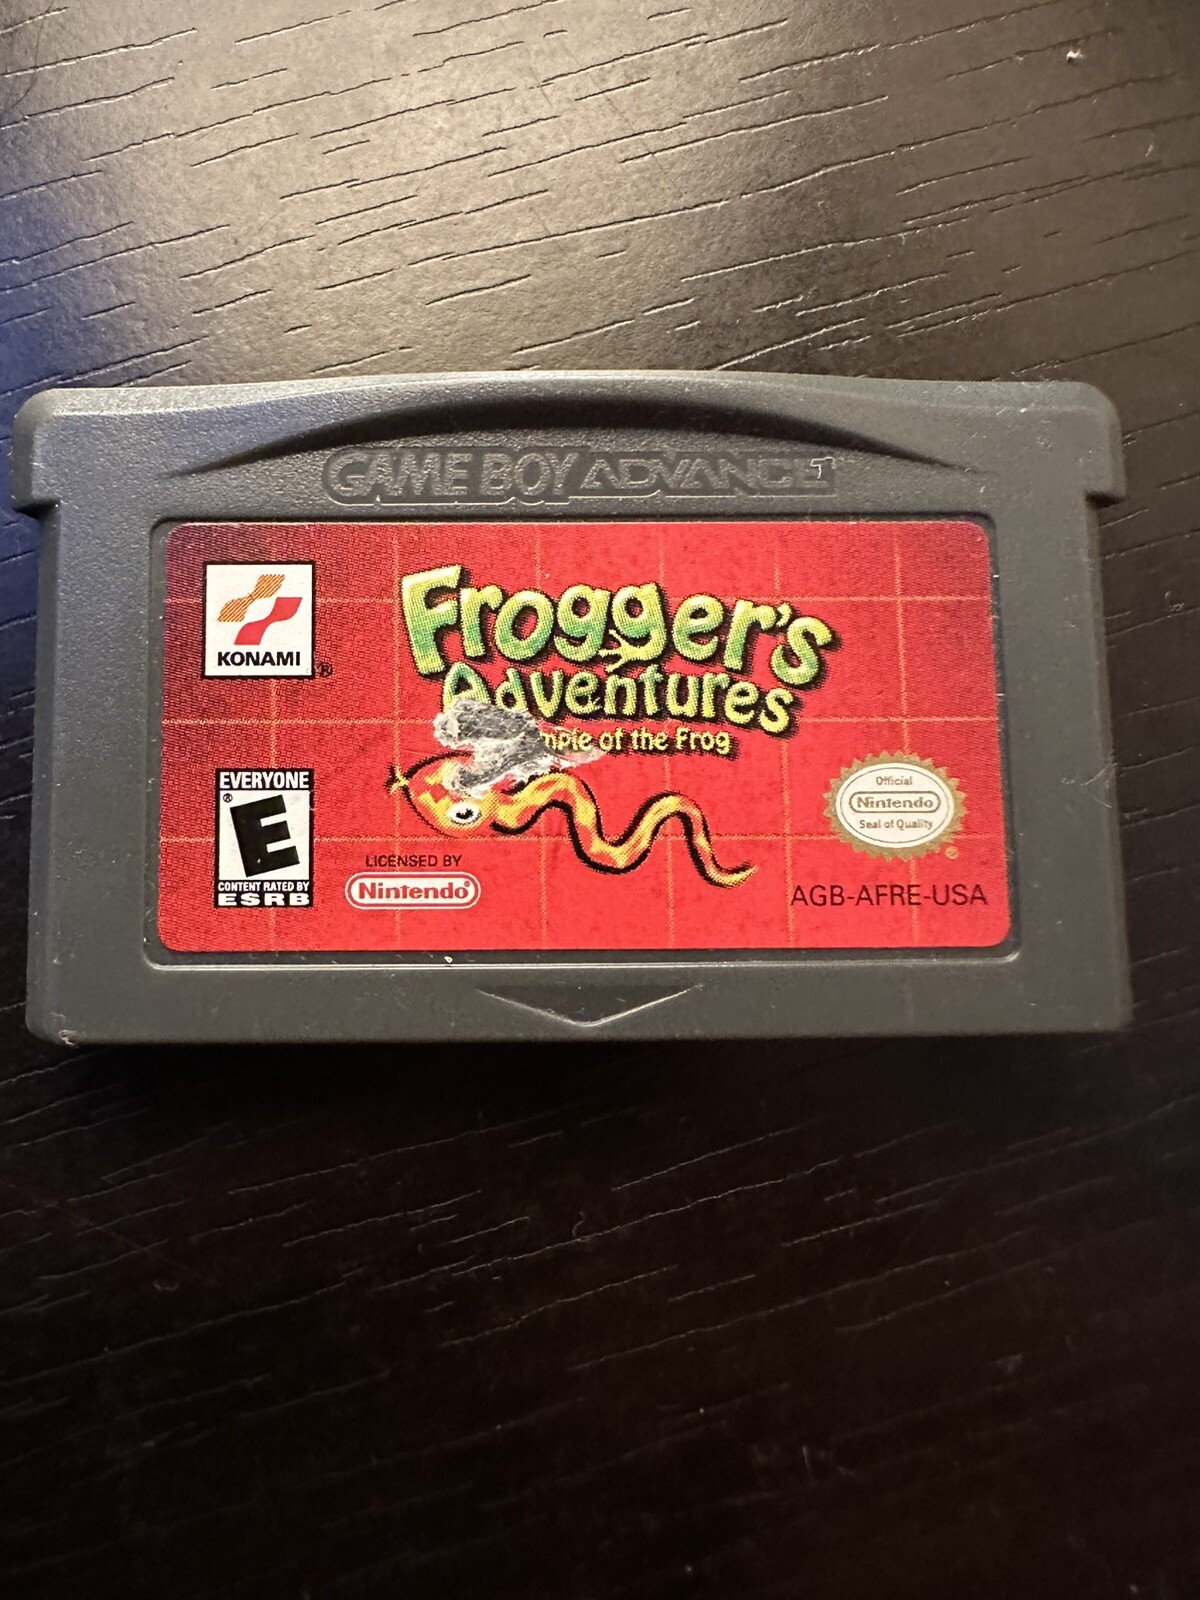 GAME BOY ADVANCE
KONAMI
®
Frogger's
Adventures
of the Frog
EVERYONE
®
E
CONTENT RATED BY
ESRB
LICENSED BY
Nintendo®
Official
Nintendo
Seal of Quality
AGB-AFRE-USA